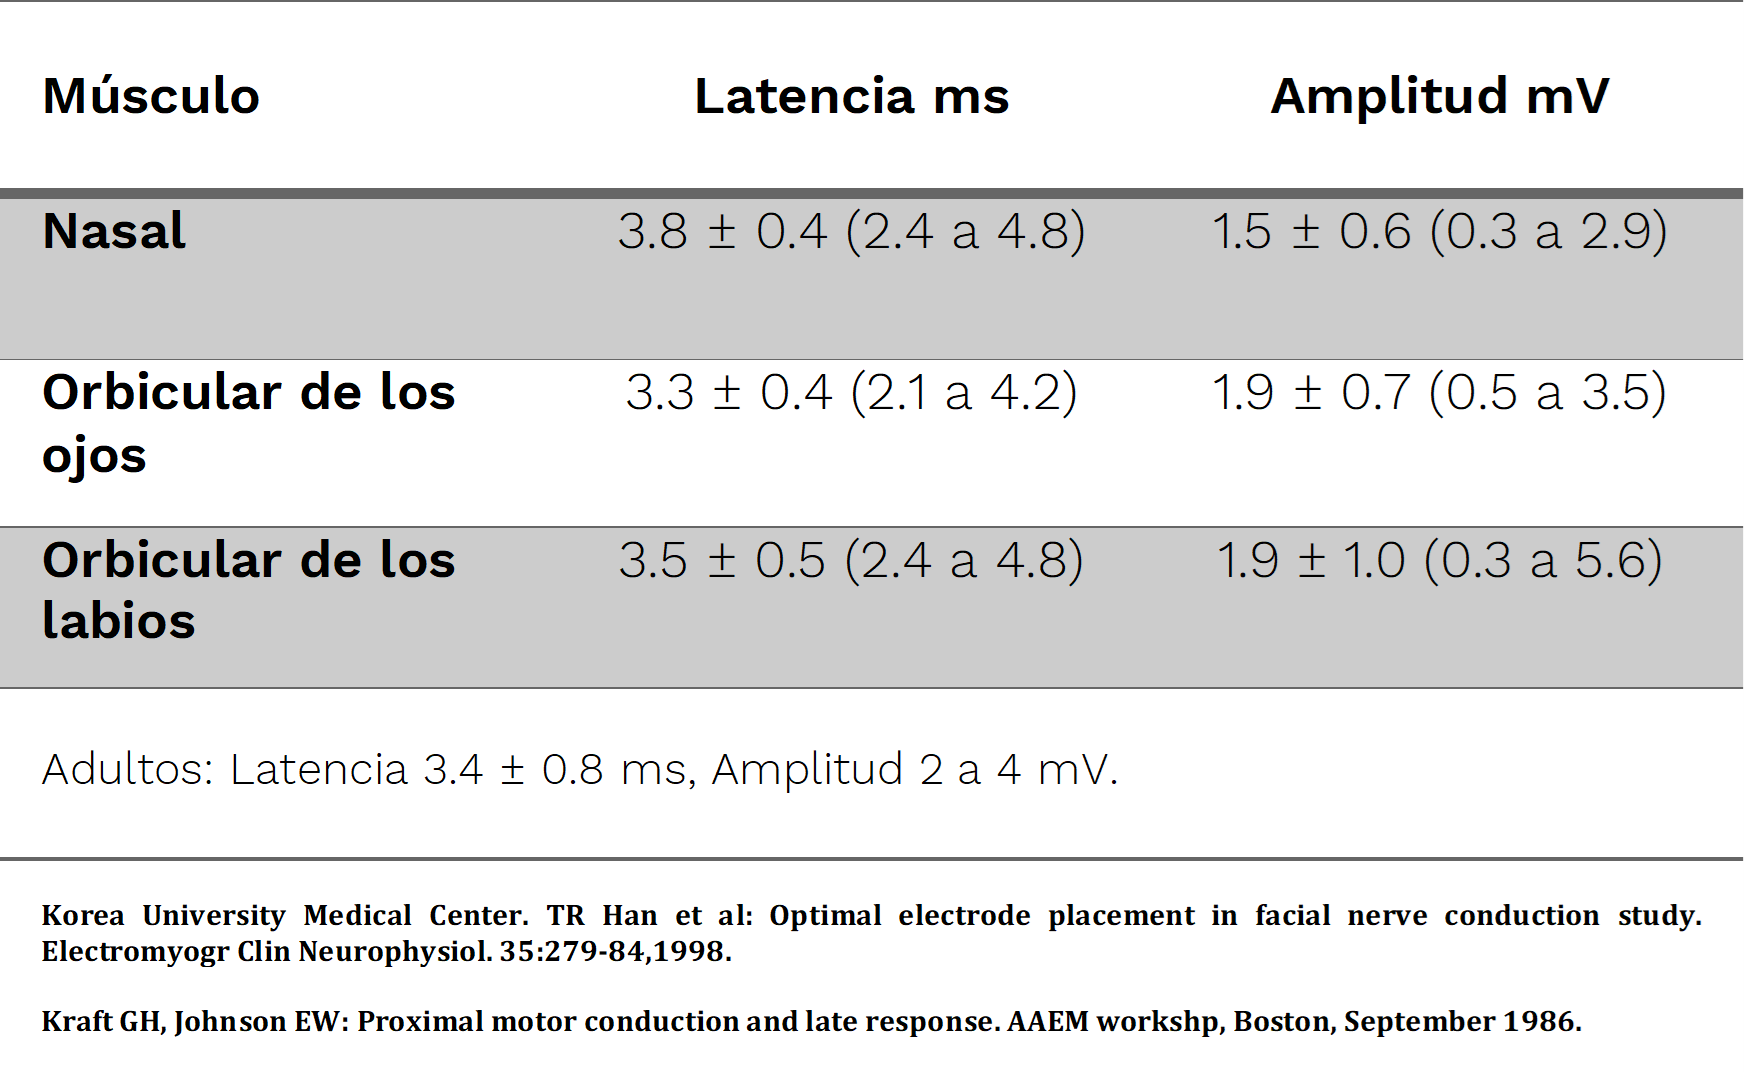 Músculo Latencia ms Amplitud mV
Nasal 3.8 ± 0.4 (2.4 a 4.8) 1.5 ± 0.6 (0.3 a 2.9)
Orbicular de los 3.3 ± 0.4 (2.1 a 4.2) 1.9 ± 0.7 (0.5 a 3.5)
ojos
Orbicular de los 3.5 ± 0.5 (2.4 a 4.8) 1.9 ± 1.0 (0.3 a 5.6)
labios
Adultos: Latencia 3.4 ± 0.8 ms, Amplitud 2 a 4 mV.
Korea University Medical Center. TR Han et al: Optimal electrode placement in facial nerve conduction study.
Electromyogr Clin Neurophysiol. 35:279-84,1998.
Kraft GH, Johnson EW: Proximal motor conduction and late response. AAEM workshp, Boston, September 1986.